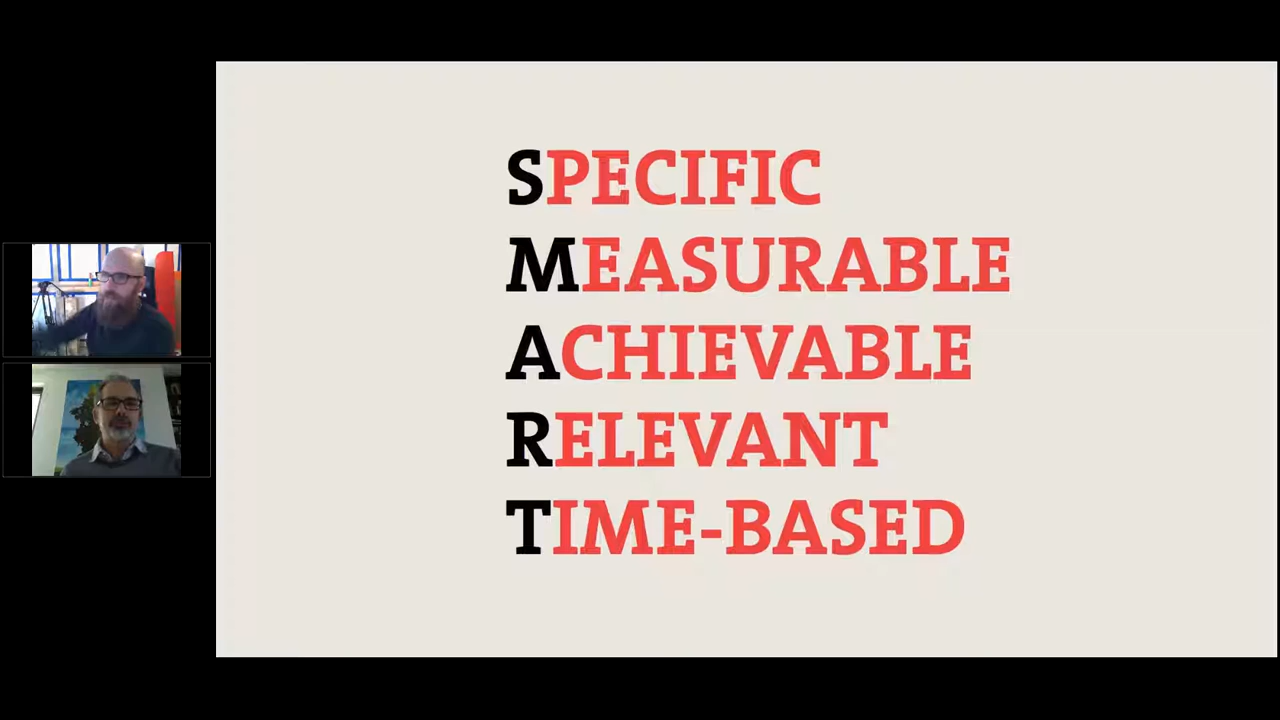 SPECIFIC
MEASURABLE
ACHIEVABLE
RELEVANT
TIME-BASED